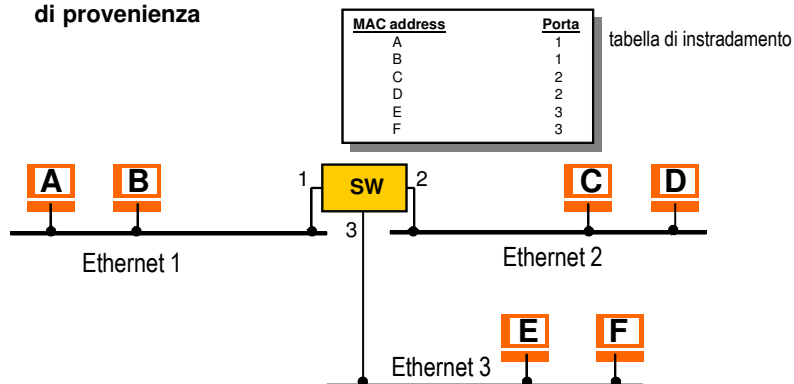 di provenienza
MAC address Porta
A 1
B 1
C 2
D 2
E 3
F 3
tabella di instradamento
A B 1 SW 2 C D
3
Ethernet 1 Ethernet 2
E F
Ethernet 3